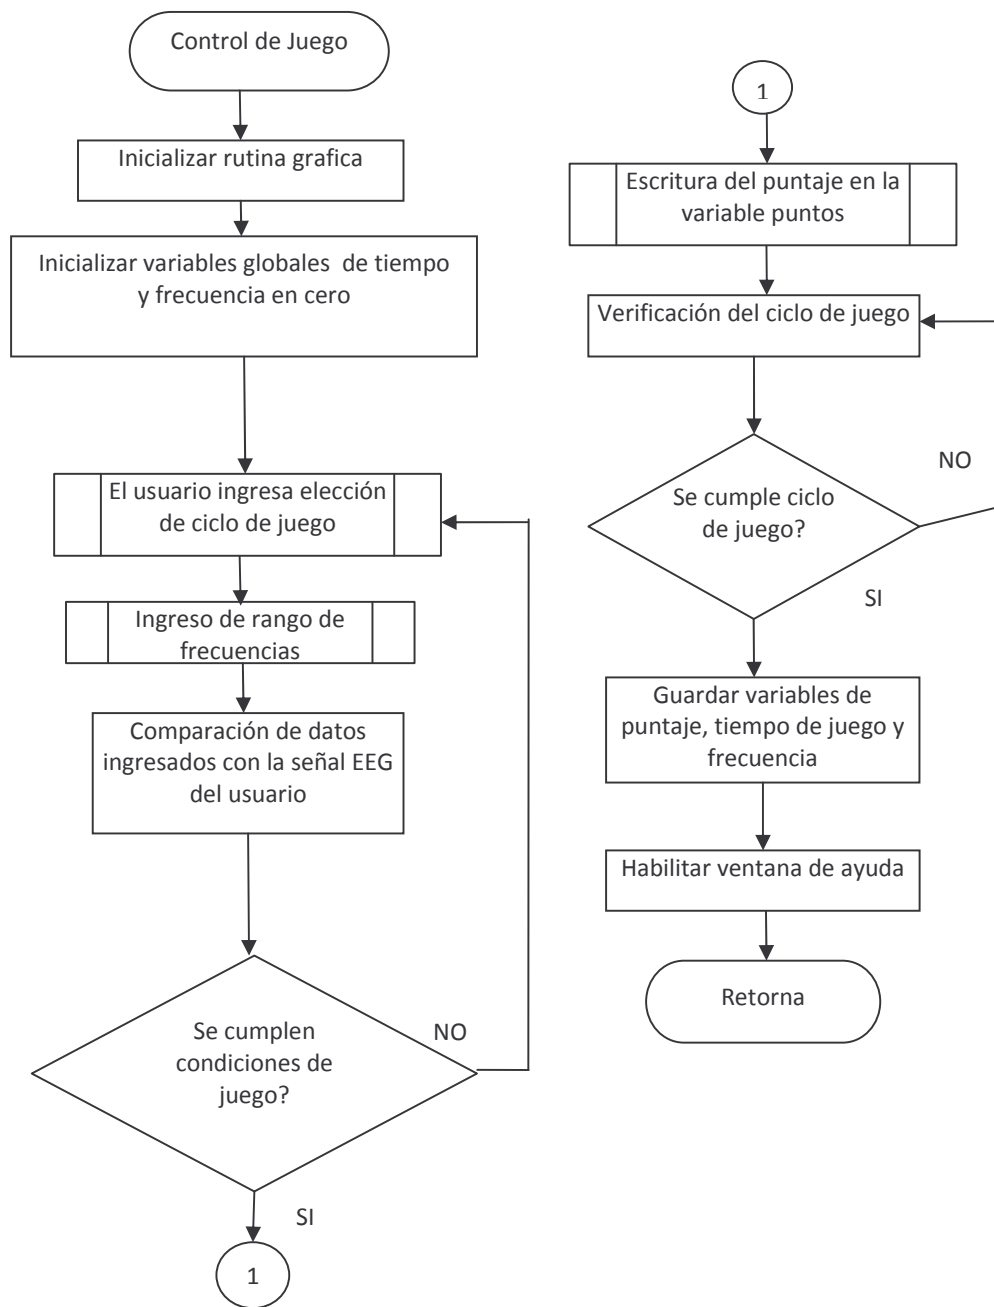 Control de Juego
Inicializar rutina grafica
Inicializar variables globales  de tiempo
y frecuencia en cero
El usuario ingresa elección
de ciclo de juego
Ingreso de rango de
frecuencias
Comparación de datos
ingresados con la señal EEG
del usuario
Se cumplen
condiciones de
juego?
NO
SI
1
1
Escritura del puntaje en la
variable puntos
Verificación del ciclo de juego
Se cumple ciclo
de juego?
NO
SI
Guardar variables de
puntaje, tiempo de juego y
frecuencia
Habilitar ventana de ayuda
Retorna